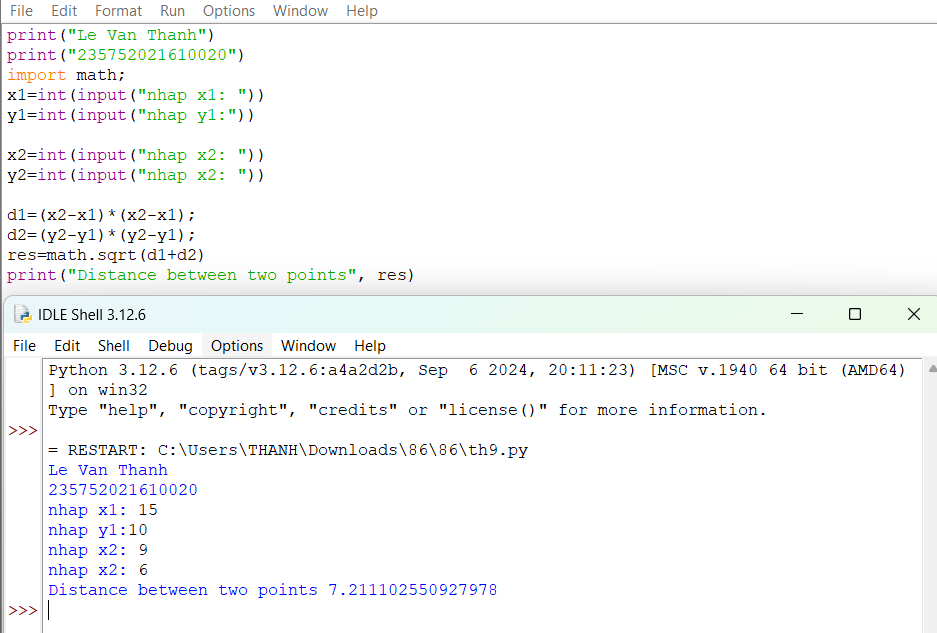 File Edit Format Run Options Window Help
print("Le Van Thanh")
print("235752021610020")
import math;
x1=int(input("nhap x1: "))
y1=int(input("nhap y1:"))
x2=int(input("nhap x2: "))
y2=int(input("nhap x2: "))
d1=(x2-x1)*(x2-x1);
d2=(y2-y1)*(y2-y1);
res=math.sqrt(d1+d2)
print("Distance between two points", res)
IDLE Shell 3.12.6
File Edit Shell Debug Options Window Help
Python 3.12.6 (tags/v3.12.6:a4a2d2b, Sep  6 2024, 20:11:23) [MSC v.1940 64 bit (AMD64)
] on win32
Type "help", "copyright", "credits" or "license()" for more information.
>>>
= RESTART: C:\Users\THANH\Downloads\86\86\th9.py
Le Van Thanh
235752021610020
nhap x1: 15
nhap y1:10
nhap x2: 9
nhap x2: 6
Distance between two points 7.211102550927978
>>>